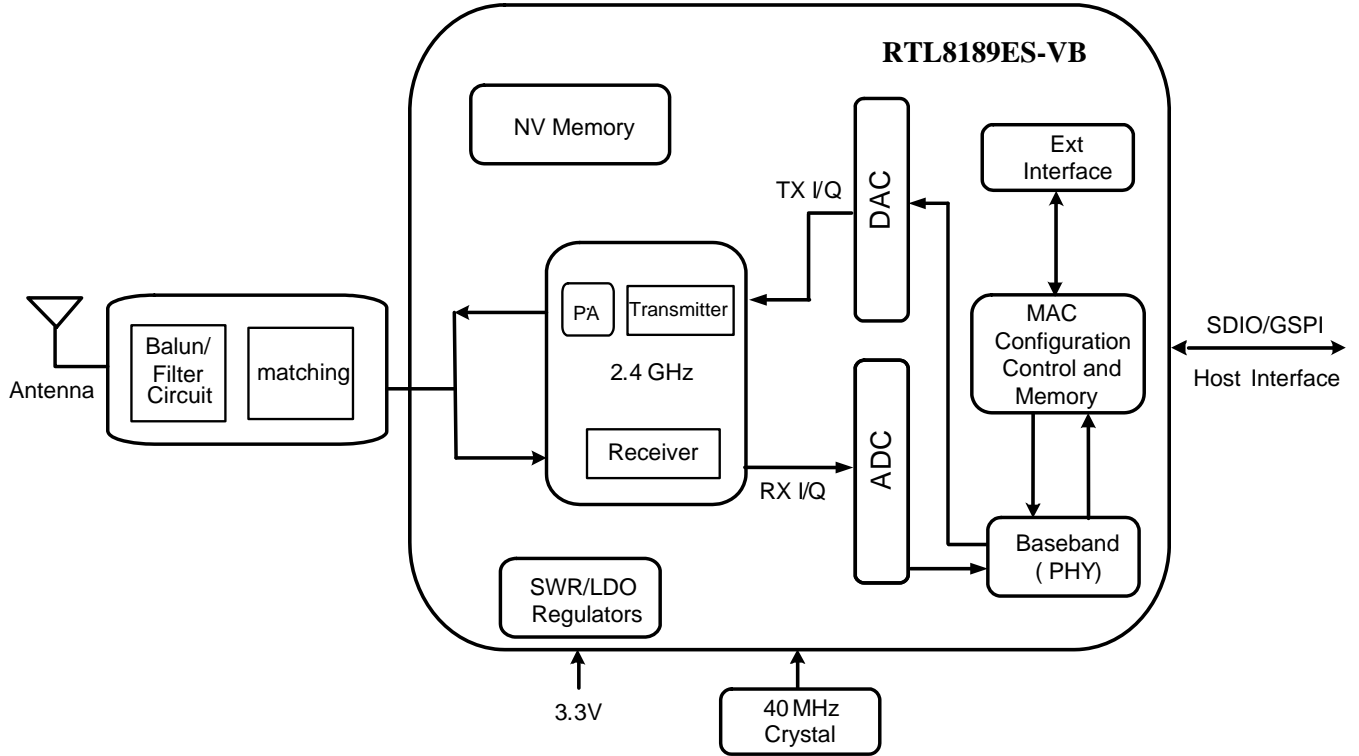 RTL8189ES-VB
NV Memory
Ext
Interface
TX I/Q
DAC
PA
Transmitter
2.4 GHz
Receiver
MAC
Configuration
Control and
Memory
SDIO/GSPI
Host Interface
Balun/
Filter
Circuit
matching
Antenna
ADC
RX I/Q
Baseband
( PHY)
SWR/LDO
Regulators
3.3V
40 MHz
Crystal